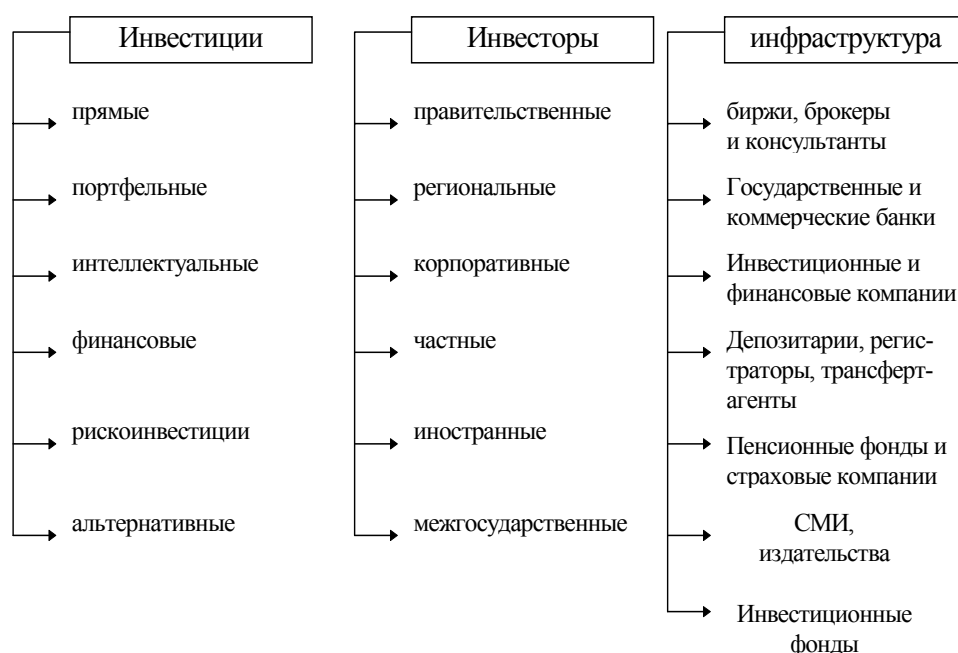 Инвестиции
прямые
портфельные
интеллектуальные
финансовые
рискоинвестиции
альтернативные
Инвесторы
правительственные
региональные
корпоративные
частные
иностранные
межгосударственные
инфраструктура
биржи, брокеры
и консультанты
Государственные и
коммерческие банки
Инвестиционные и
финансовые компании
Депозитарии, регис-
траторы, трансферт-
агенты
Пенсионные фонды и
страховые компании
СМИ,
издательства
Инвестиционные
фонды